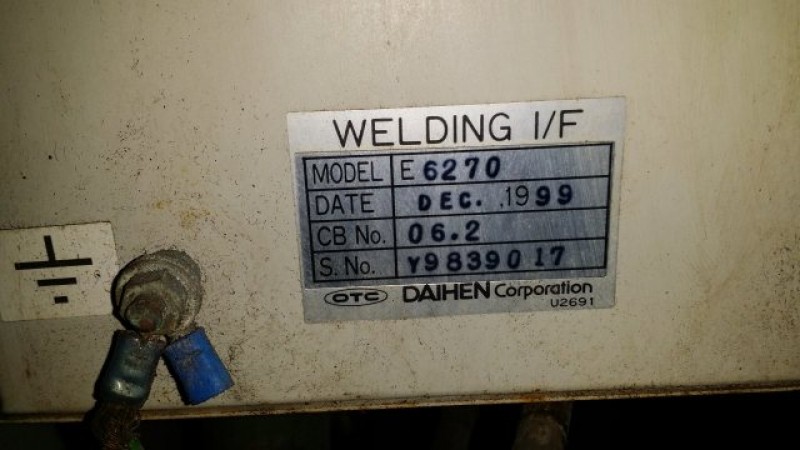 WELDING I/F
MODEL E 6270
DATE DEC. .1999
CB No. 06.2
S. No. Y9839017
OTC DAIHEN Corporation
U2691